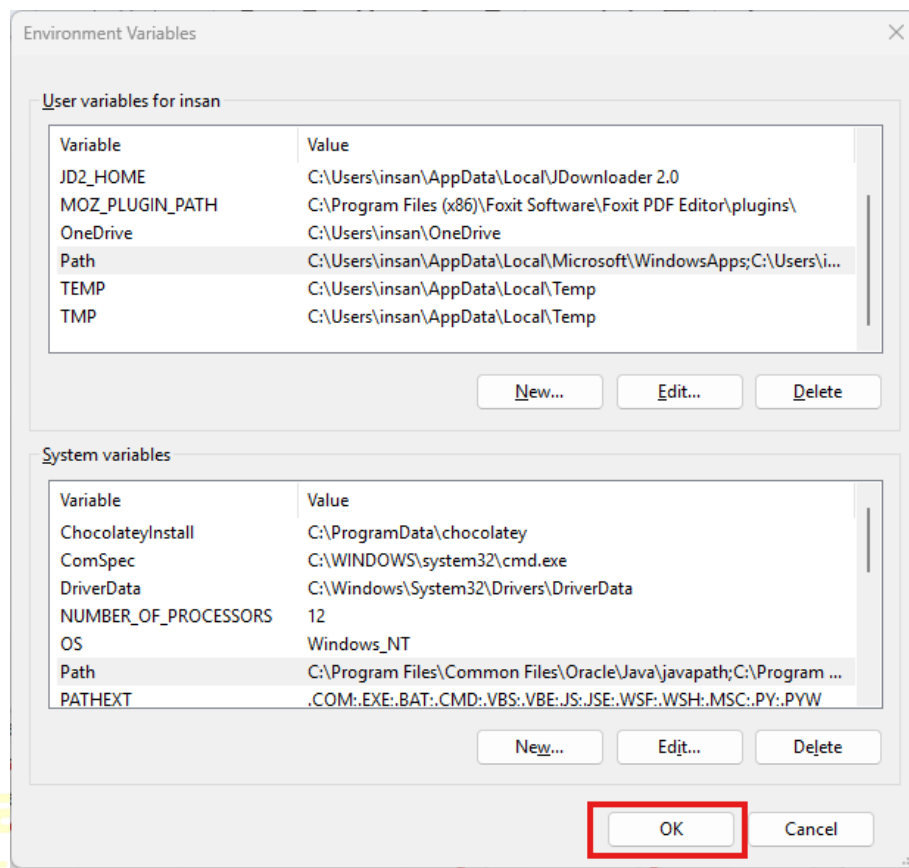 Environment Variables
User variables for insan
Variable Value
JD2_HOME C:\Users\insan\AppData\Local\JDownloader 2.0
MOZ_PLUGIN_PATH C:\Program Files (x86)\Foxit Software\Foxit PDF Editor\plugins\
OneDrive C:\Users\insan\OneDrive
Path C:\Users\insan\AppData\Local\Microsoft\WindowsApps;C:\Users\i...
TEMP C:\Users\insan\AppData\Local\Temp
TMP C:\Users\insan\AppData\Local\Temp
New... Edit... Delete
System variables
Variable Value
ChocolateyInstall C:\ProgramData\chocolatey
ComSpec C:\WINDOWS\system32\cmd.exe
DriverData C:\Windows\System32\Drivers\DriverData
NUMBER_OF_PROCESSORS 12
OS Windows_NT
Path C:\Program Files\Common Files\Oracle\Java\javapath;C:\Program ...
PATHEXT .COM;.EXE;.BAT;.CMD;.VBS;.VBE;.JS;.JSE;.WSF;.WSH;.MSC;.PY;.PYW
New... Edit... Delete
OK Cancel